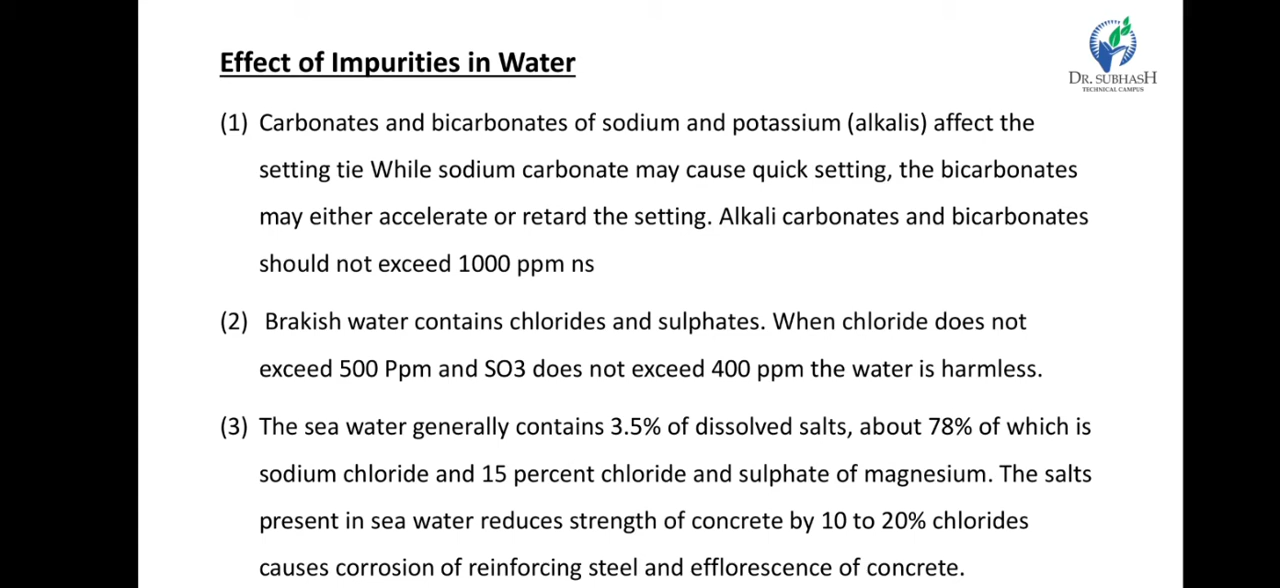 Effect of Impurities in Water
DR. SUBHASH
TECHNICAL CAMPUS
(1) Carbonates and bicarbonates of sodium and potassium (alkalis) affect the
setting tie While sodium carbonate may cause quick setting, the bicarbonates
may either accelerate or retard the setting. Alkali carbonates and bicarbonates
should not exceed 1000 ppm ns
(2) Brakish water contains chlorides and sulphates. When chloride does not
exceed 500 Ppm and SO3 does not exceed 400 ppm the water is harmless.
(3) The sea water generally contains 3.5% of dissolved salts, about 78% of which is
sodium chloride and 15 percent chloride and sulphate of magnesium. The salts
present in sea water reduces strength of concrete by 10 to 20% chlorides
causes corrosion of reinforcing steel and efflorescence of concrete.